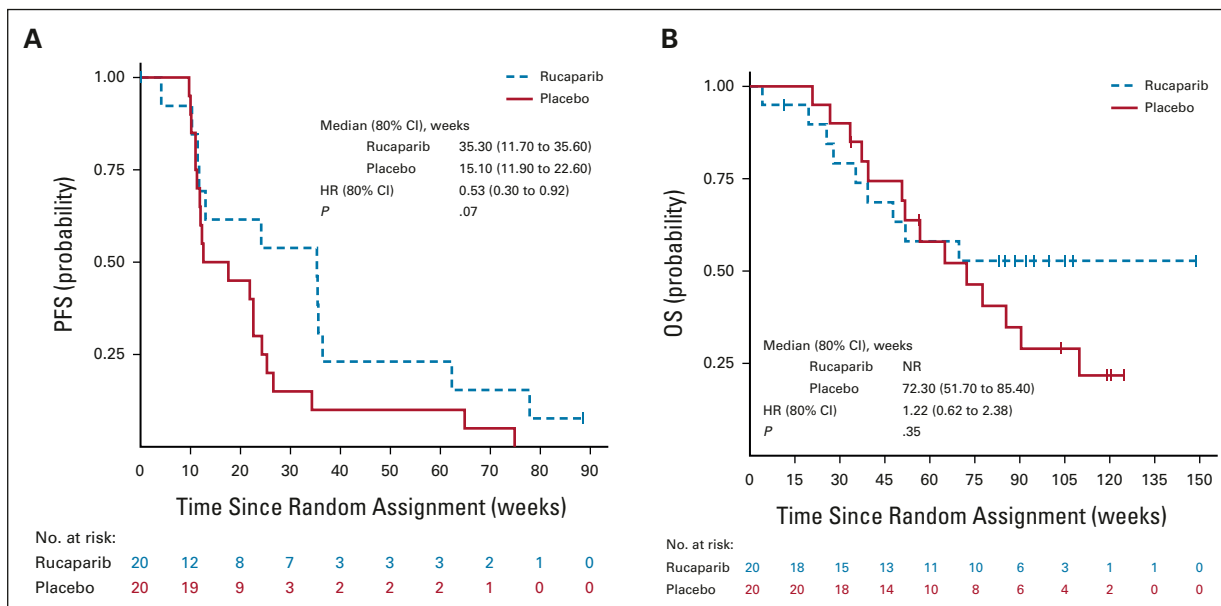 A
PFS (probability)
1.00
0.75
0.50
0.25
Rucaparib
Placebo
Median (80% CI), weeks
Rucaparib 35.30 (11.70 to 35.60)
Placebo 15.10 (11.90 to 22.60)
HR (80% CI) 0.53 (0.30 to 0.92)
P .07
0 10 20 30 40 50 60 70 80 90
Time Since Random Assignment (weeks)
No. at risk:
Rucaparib 20 12 8 7 3 3 3 2 1 0
Placebo 20 19 9 3 2 2 2 1 0 0
B
OS (probability)
1.00
0.75
0.50
0.25
Rucaparib
Placebo
Median (80% CI), weeks
Rucaparib NR
Placebo 72.30 (51.70 to 85.40)
HR (80% CI) 1.22 (0.62 to 2.38)
P .35
0 15 30 45 60 75 90 105 120 135 150
Time Since Random Assignment (weeks)
No. at risk:
Rucaparib 20 18 15 13 11 10 6 3 1 1 0
Placebo 20 20 18 14 10 8 6 4 2 0 0